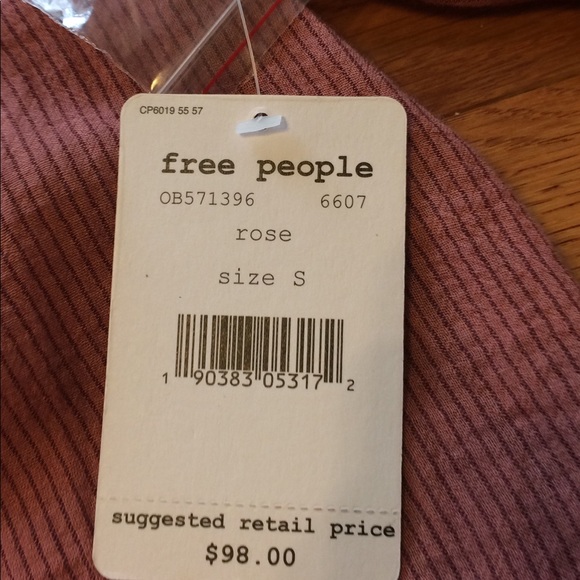 CP6019 55 57
free people
OB571396 6607
rose
size S
1 90383 05317 2
suggested retail price
$98.00